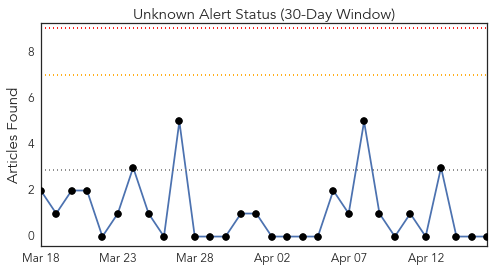 Unknown Alert Status (30-Day Window)
Articles Found
8
6
4
2
0
Mar 18 Mar 23 Mar 28 Apr 02 Apr 07 Apr 12